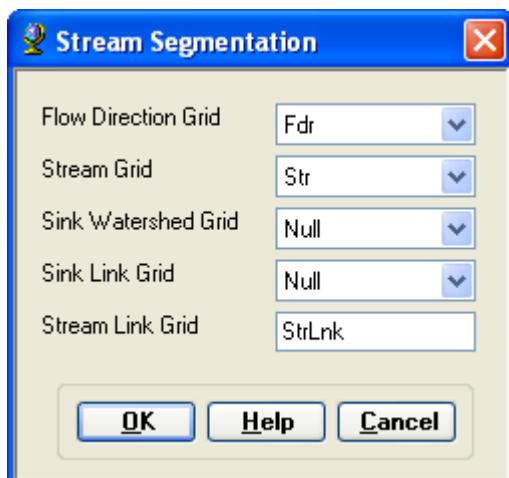 Stream Segmentation
Flow Direction Grid Fdr
Stream Grid Str
Sink Watershed Grid Null
Sink Link Grid Null
Stream Link Grid StrLnk
OK Help Cancel